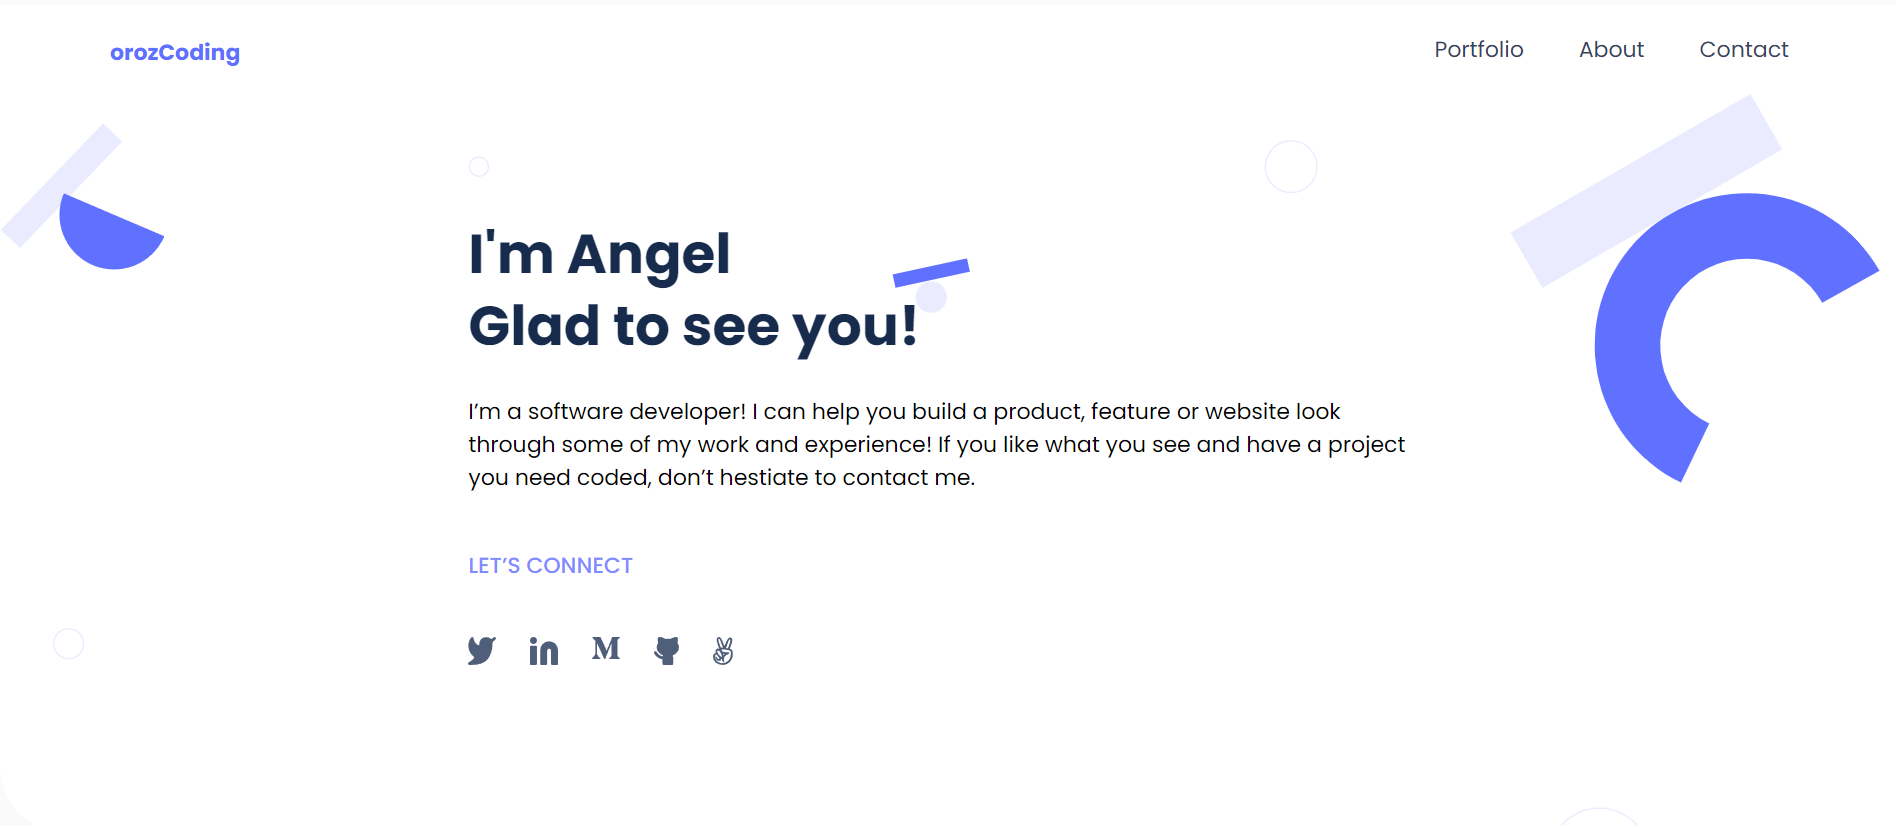 orozCoding
Portfolio
About
Contact
I'm Angel
Glad to see you!
I’m a software developer! I can help you build a product, feature or website look
through some of my work and experience! If you like what you see and have a project
you need coded, don’t hestiate to contact me.
LET’S CONNECT